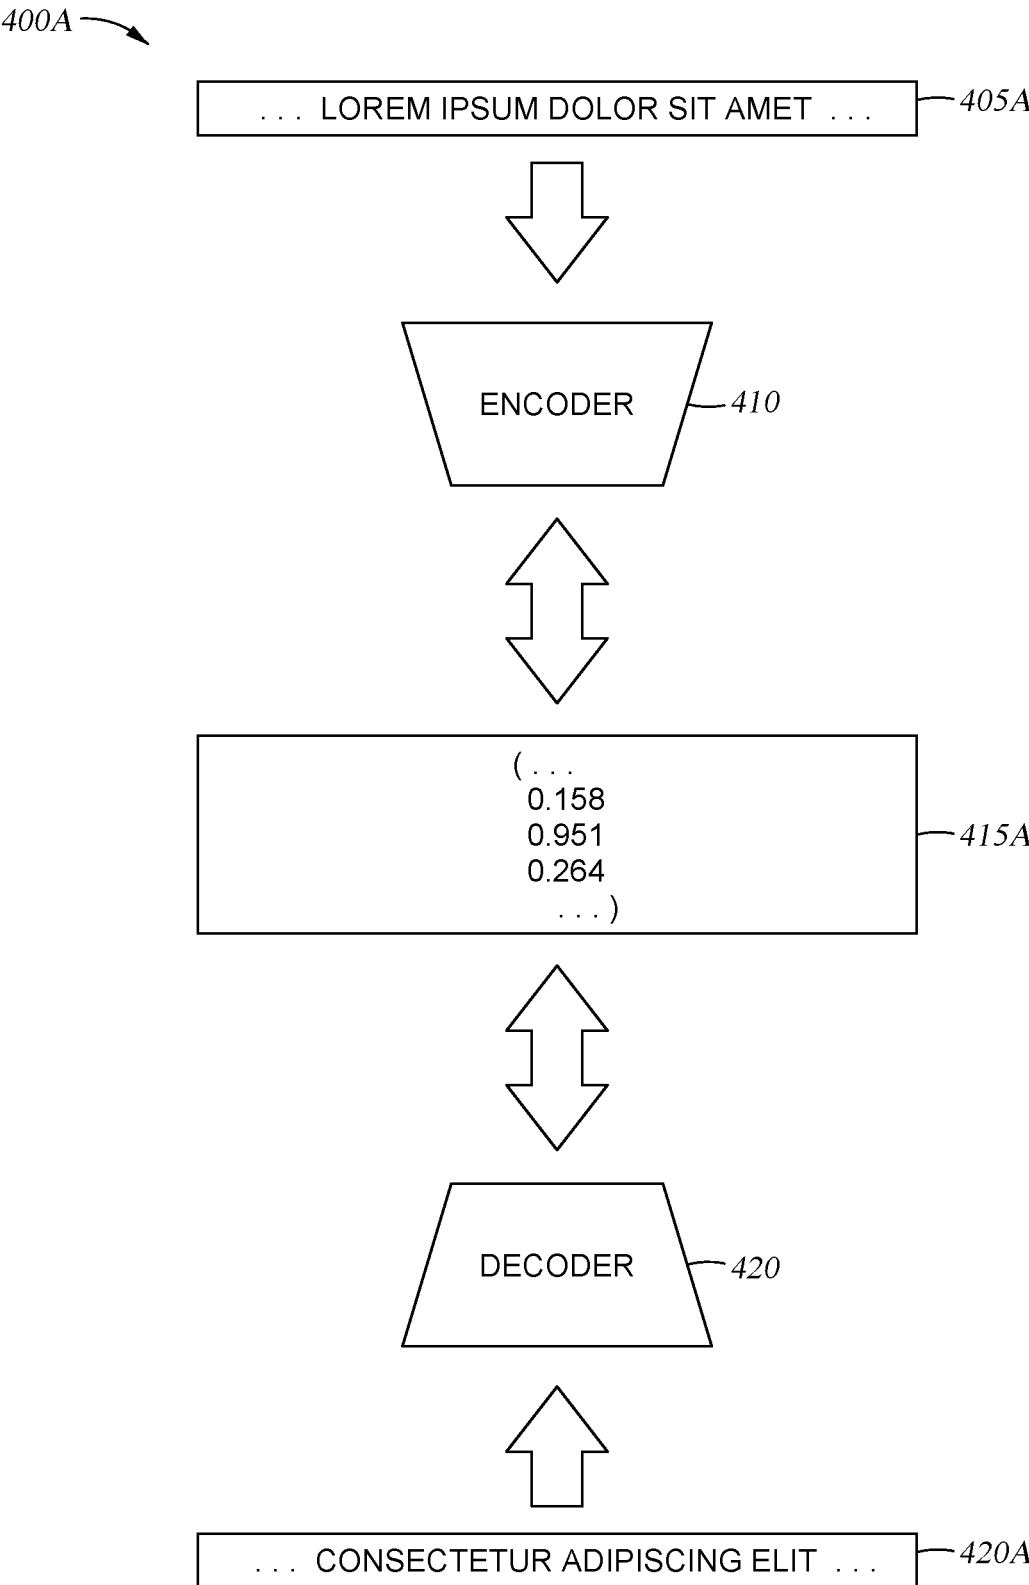 400A
. . . LOREM IPSUM DOLOR SIT AMET . . . 405A
ENCODER 410
( . . .
0.158
0.951
415A
0.264
. . . )
DECODER 420
. . . CONSECTETUR ADIPISCING ELIT . . . 420A